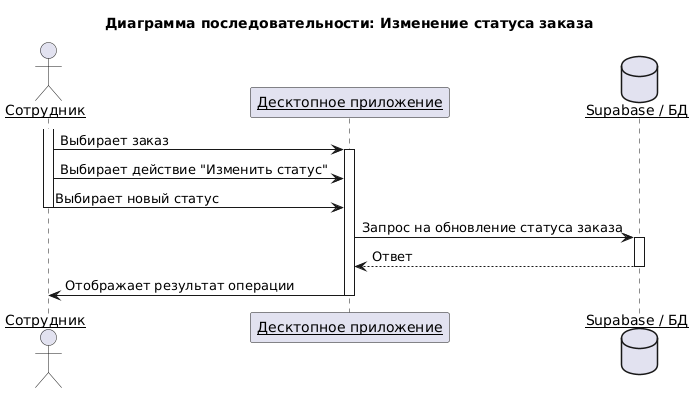 Диаграмма последовательности: Изменение статуса заказа
Сотрудник
Десктопное приложение
Supabase / БД
Выбирает заказ
Выбирает действие "Изменить статус"
Выбирает новый статус
Запрос на обновление статуса заказа
Ответ
Отображает результат операции
Сотрудник
Десктопное приложение
Supabase / БД